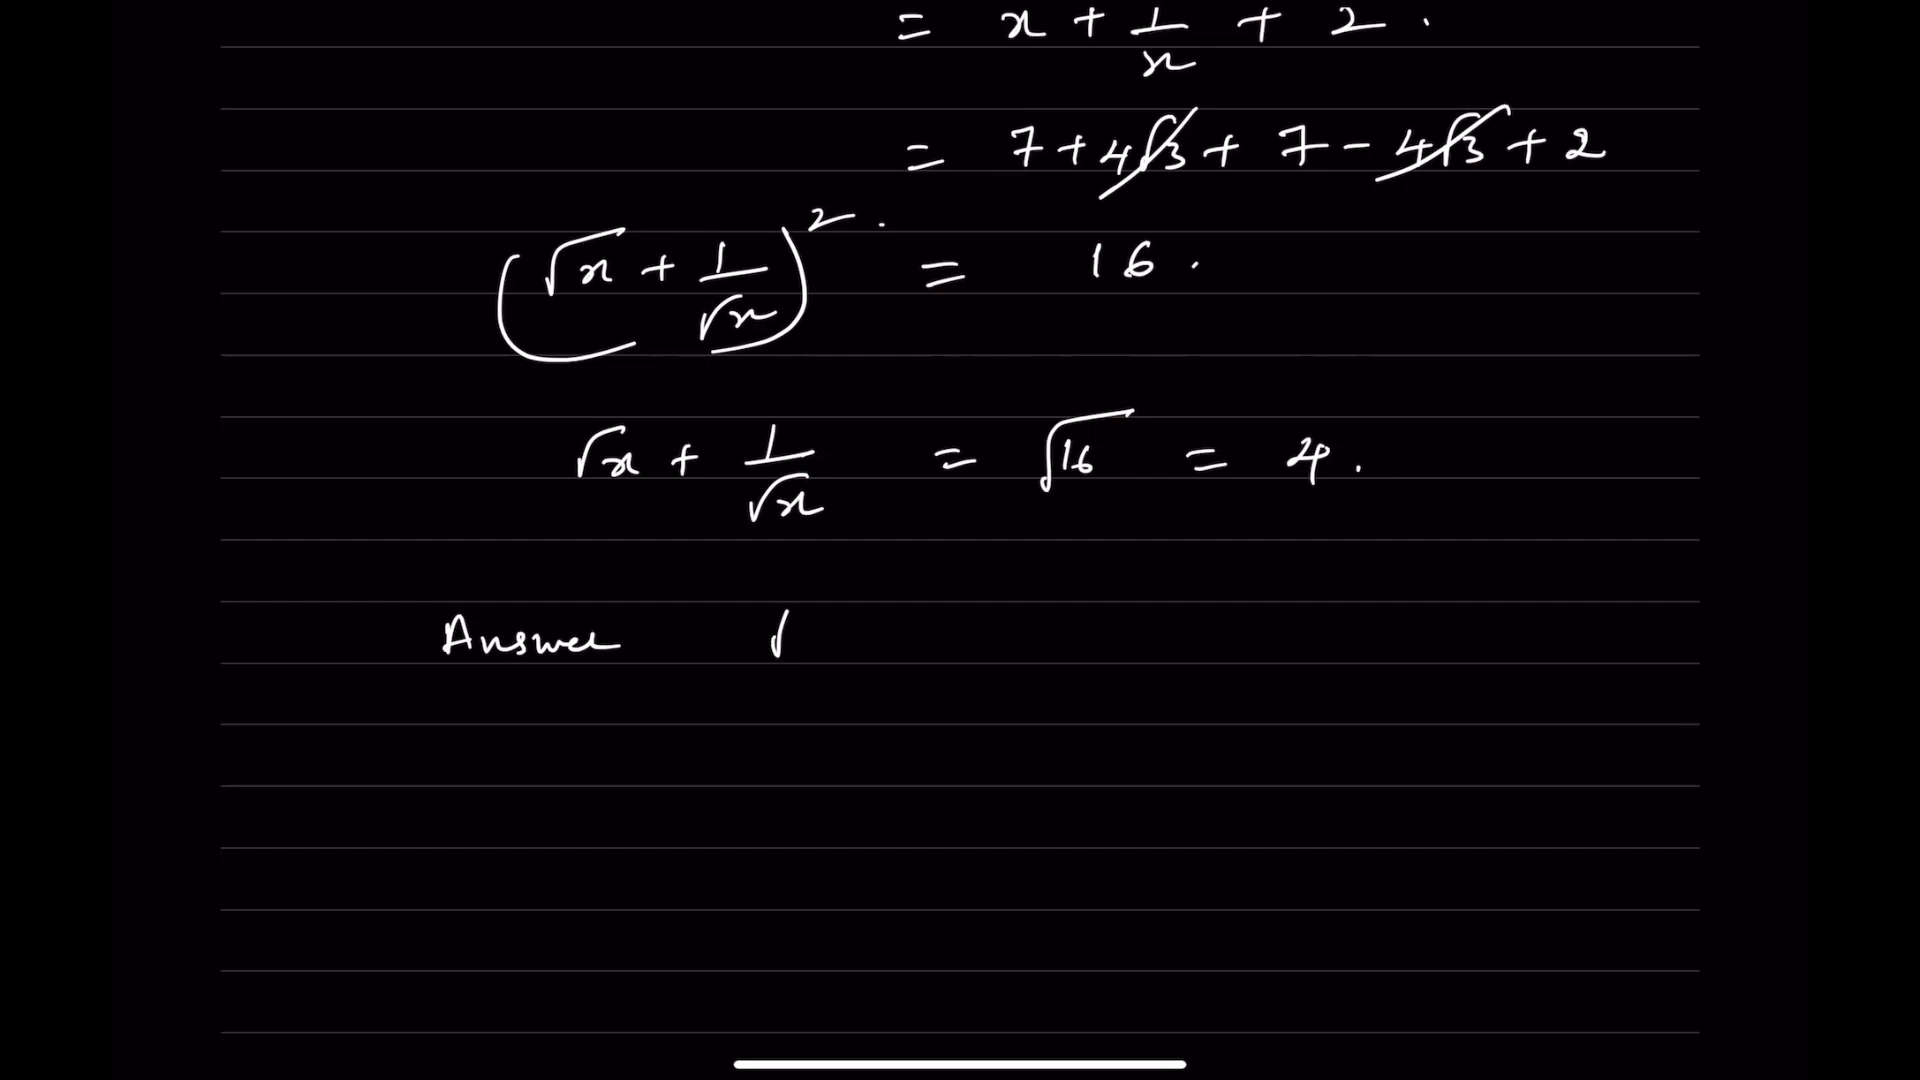 = x + 1/x + 2 .
= 7 + 4√3 + 7 - 4√3 + 2
(√x + 1/√x)² . = 16 .
√x + 1/√x = √16 = 4 .
Answer √